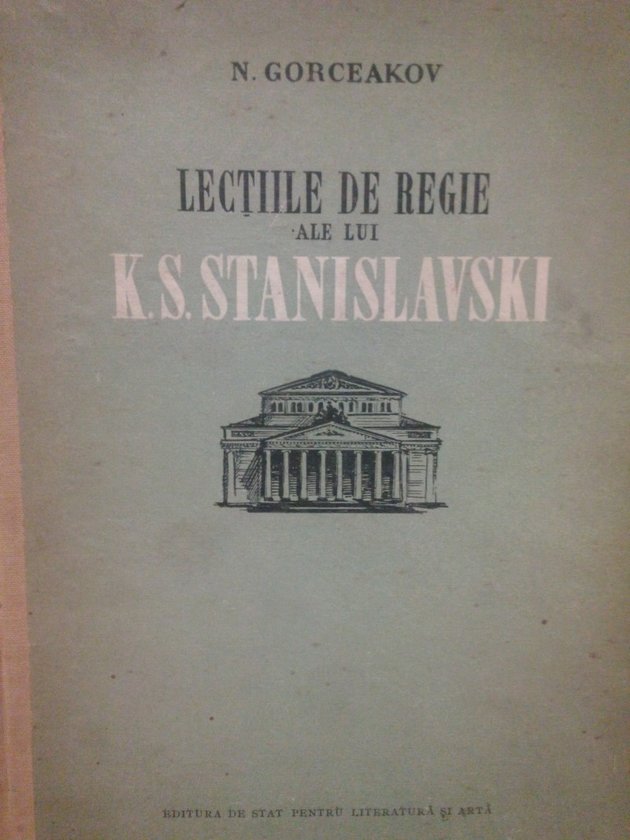 N. GORCEAKOV
LECȚIILE DE REGIE
ALE LUI
K.S. STANISLAVSKI
EDITURA DE STAT PENTRU LITERATURĂ ȘI ARTĂ